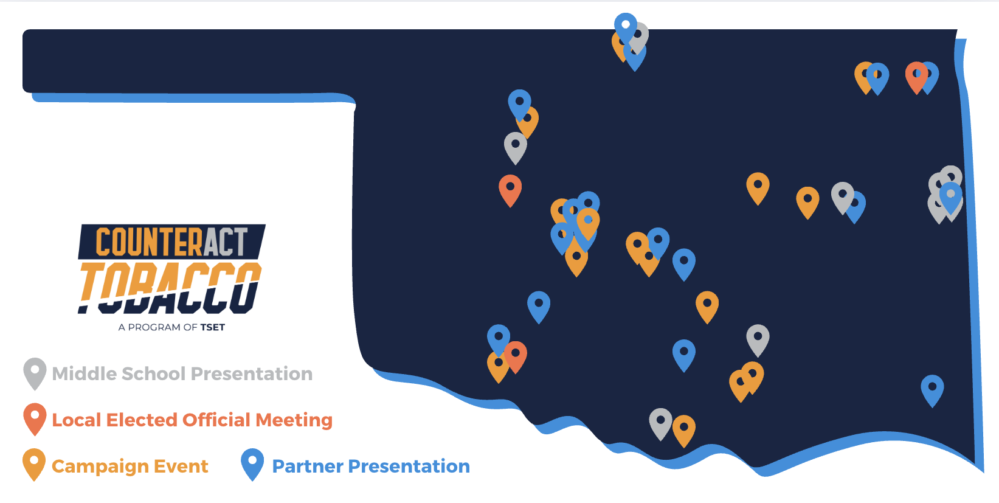 COUNTERACT
TOBACCO
A PROGRAM OF TSET
Middle School Presentation
Local Elected Official Meeting
Campaign Event
Partner Presentation